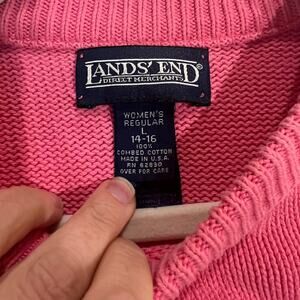 LANDS' END®
DIRECT MERCHANTS
WOMEN'S
REGULAR
L
14-16
100%
COMBED COTTON
MADE IN U.S.A.
RN 62830
OVER FOR CARE